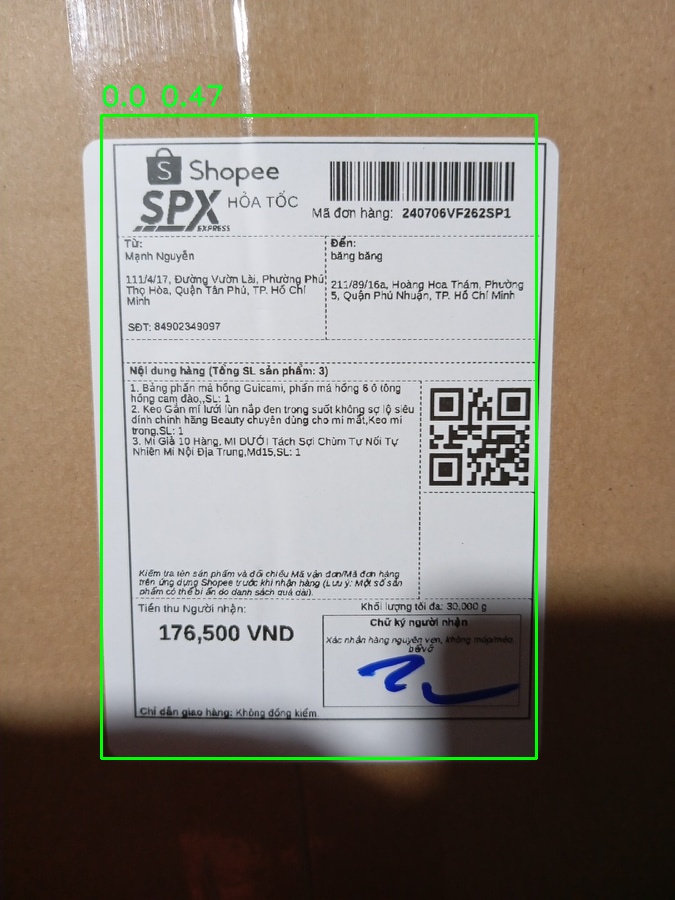 0.0 0.47
Shopee
SPX HỎA TỐC
EXPRESS
Mã đơn hàng: 240706VF262SP1
Từ:
Mạnh Nguyễn
111/4/17, Đường Vườn Lài, Phường Phú
Thọ Hòa, Quận Tân Phú, TP. Hồ Chí
Minh
SĐT: 84902349097
Đến:
băng băng
211/89/16a, Hoàng Hoa Thám, Phường
5, Quận Phú Nhuận, TP. Hồ Chí Minh
Nội dung hàng (Tổng SL sản phẩm: 3)
1. Bảng phấn má hồng Guicami, phấn má hồng 6 ô tông
hồng cam đào,,SL: 1
2. Keo Gắn mi lưới lùn nắp đen trong suốt không sợ lộ siêu
dính chính hãng Beauty chuyên dùng cho mi mắt,Keo mi
trong,SL: 1
3. Mi Giả 10 Hàng, MI DƯỚI Tách Sợi Chùm Tự Nối Tự
Nhiên Mi Nội Địa Trung,Md15,SL: 1
Kiểm tra tên sản phẩm và đối chiếu Mã vận đơn/Mã đơn hàng
trên ứng dụng Shopee trước khi nhận hàng (Lưu ý: Một số sản
phẩm có thể bị ẩn do danh sách quá dài).
Tiền thu Người nhận:
176,500 VND
Khối lượng tối đa: 30,000 g
Chữ ký người nhận
Xác nhận hàng nguyên vẹn, không móp/méo,
bể/vỡ
Chỉ dẫn giao hàng: Không đồng kiểm.